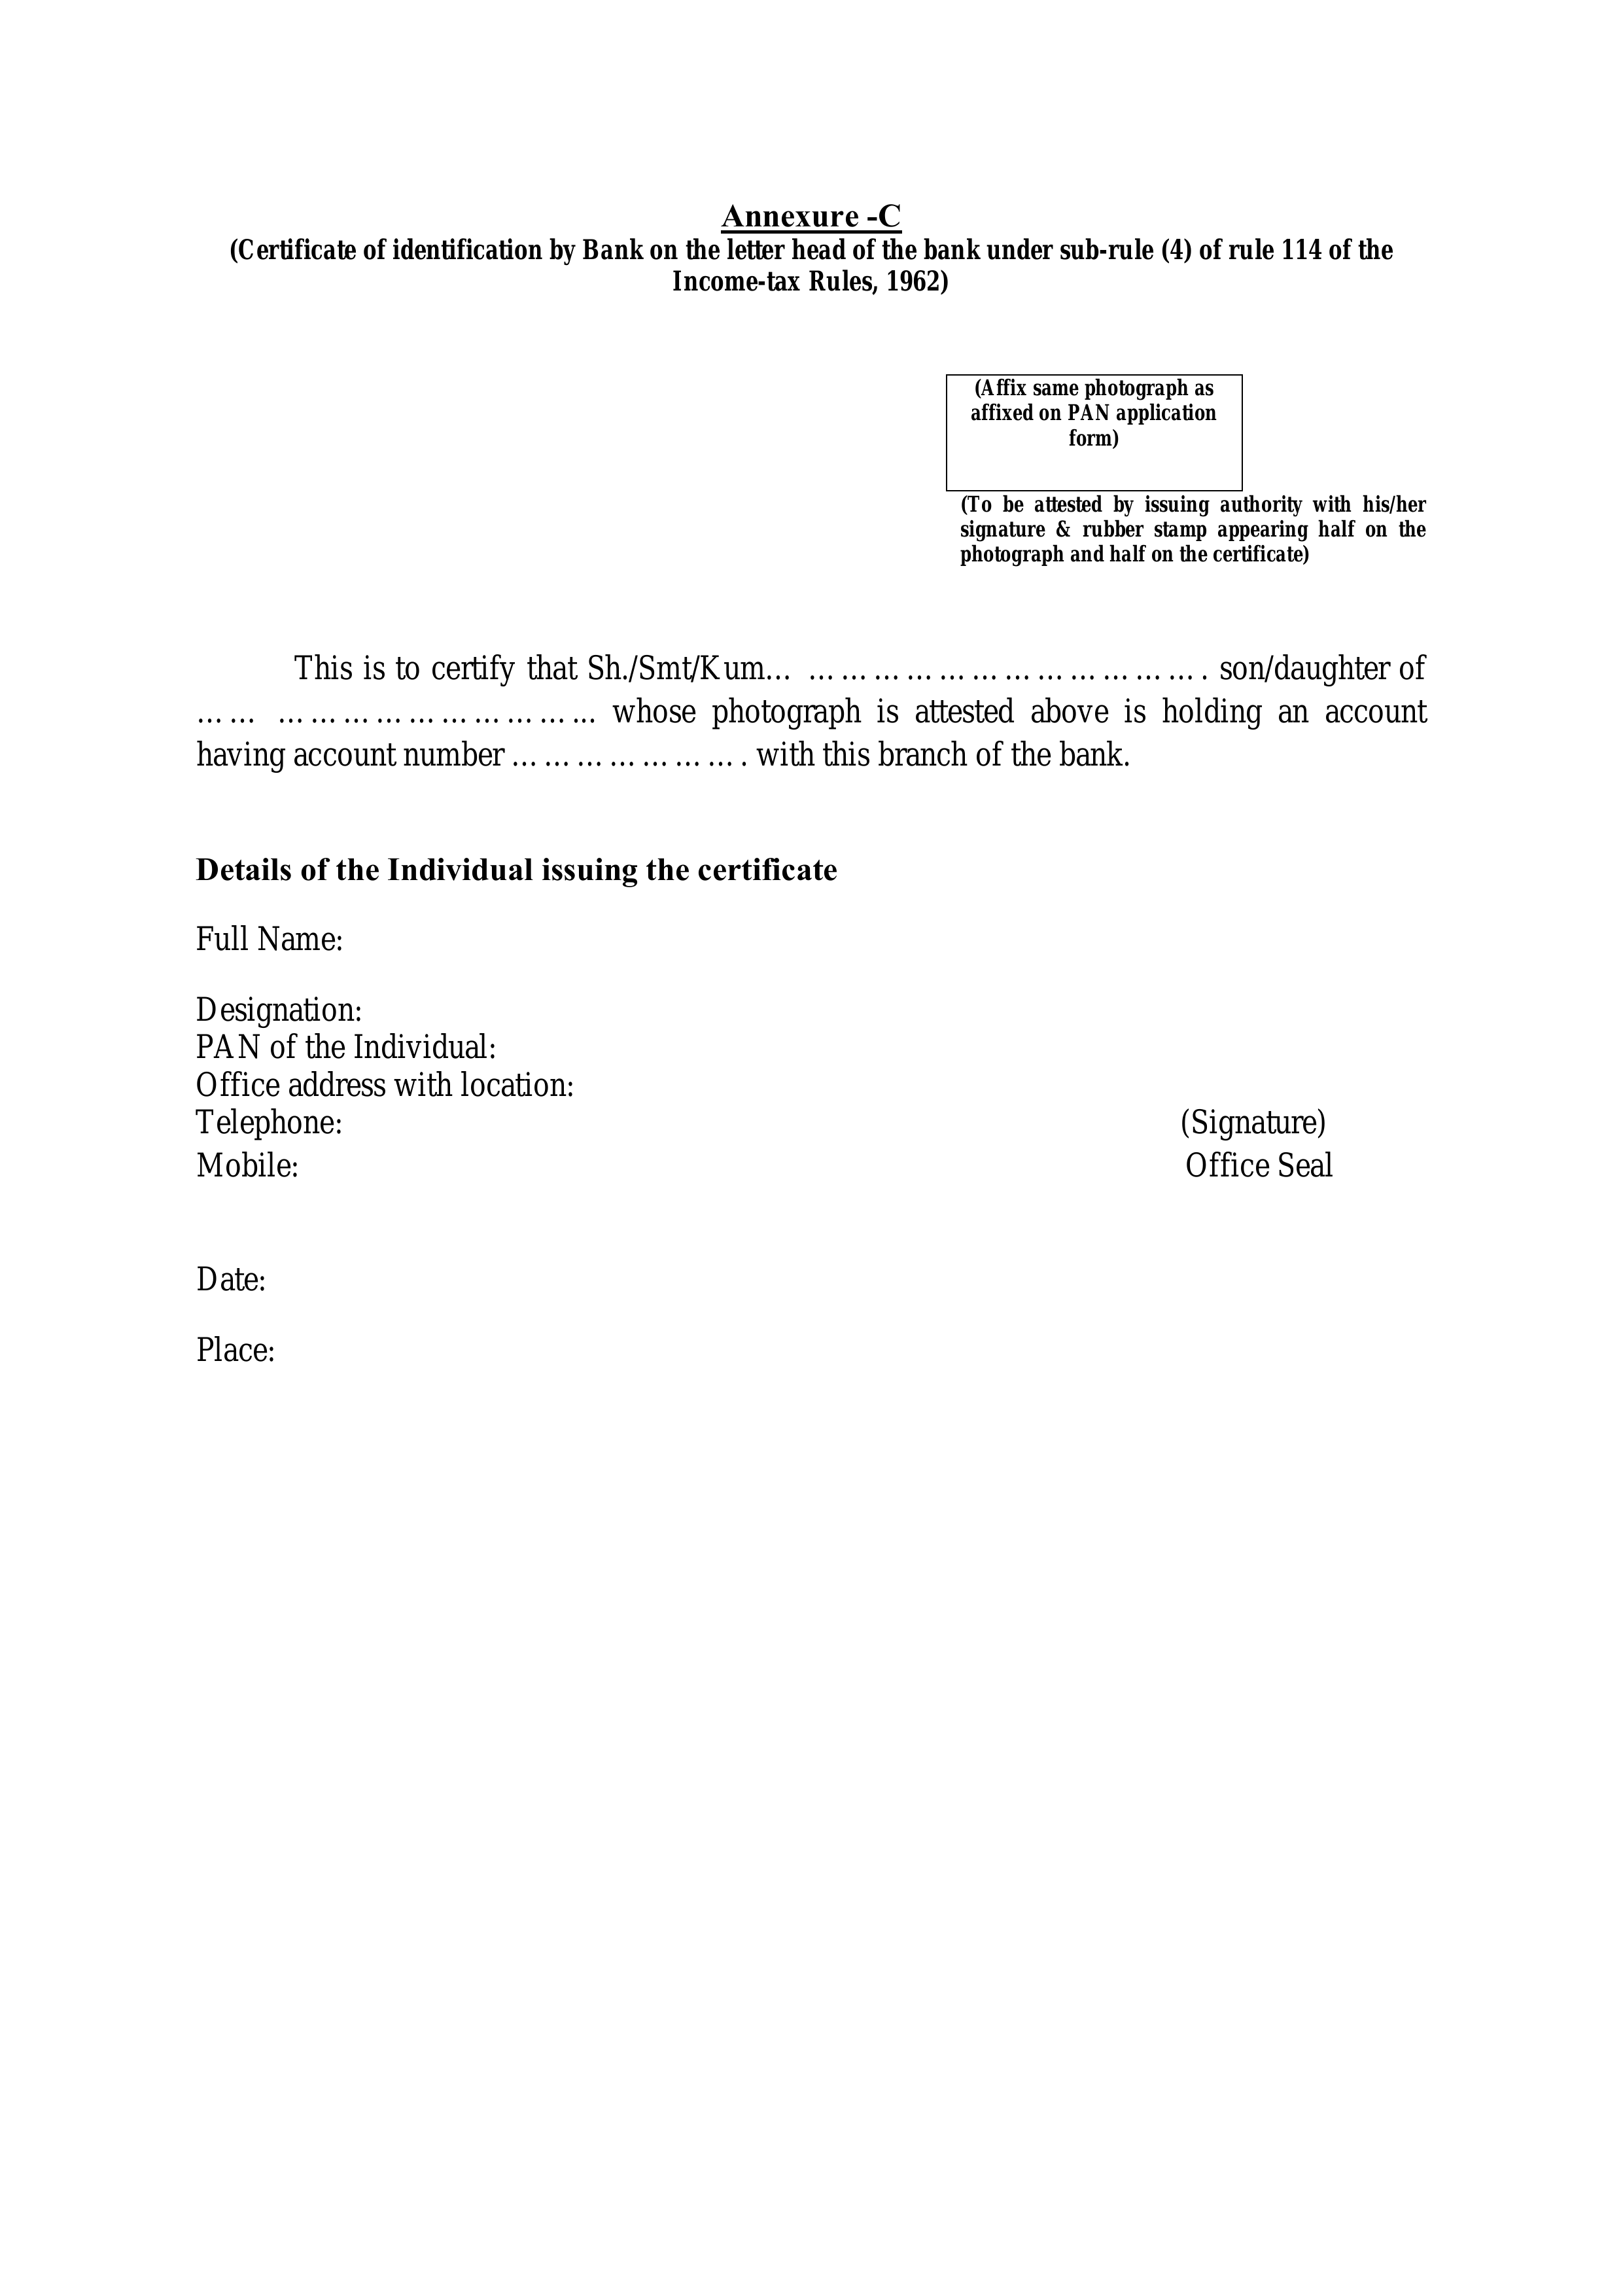 Annexure -C
(Certificate of identification by Bank on the letter head of the bank under sub-rule (4) of rule 114 of the
Income-tax Rules, 1962)
(Affix same photograph as
affixed on PAN application
form)
(To be attested by issuing authority with his/her
signature & rubber stamp appearing half on the
photograph and half on the certificate)
This is to certify that Sh./Smt/Kum… ………………………………. son/daughter of
…… ………………………... whose photograph is attested above is holding an account
having account number …………………. with this branch of the bank.
Details of the Individual issuing the certificate
Full Name:
Designation:
PAN of the Individual:
Office address with location:
Telephone: (Signature)
Mobile: Office Seal
Date:
Place: